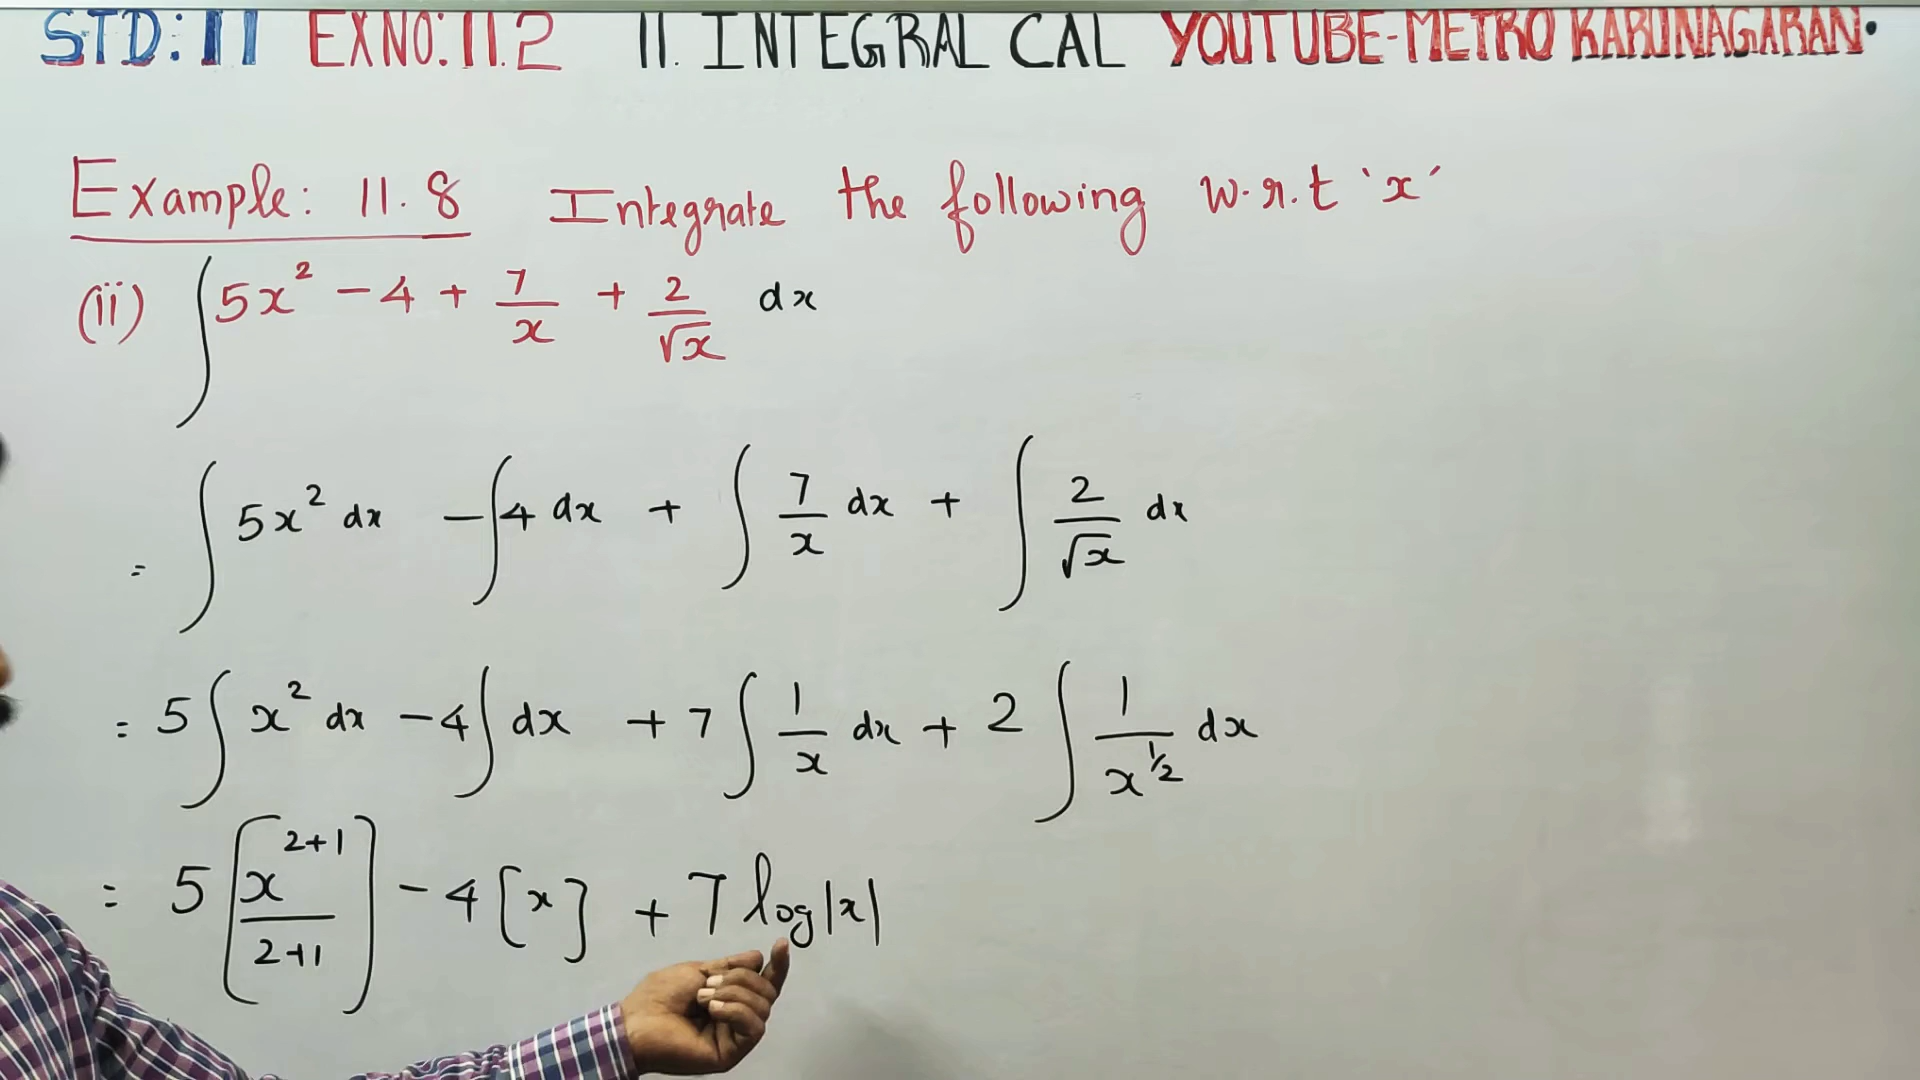 STD: 11 EXNO: 11.2 11. INTEGRAL CAL YOUTUBE-METRO KARUNAGARAN.
Example: 11.8 Integrate the following w.r.t 'x'
(ii) ∫ 5x² - 4 + 7/x + 2/√x dx
= ∫ 5x² dx - ∫ 4 dx + ∫ 7/x dx + ∫ 2/√x dx
= 5 ∫ x² dx - 4 ∫ dx + 7 ∫ 1/x dx + 2 ∫ 1/x^(1/2) dx
= 5 [x^(2+1)/(2+1)] - 4 [x] + 7 log|x|